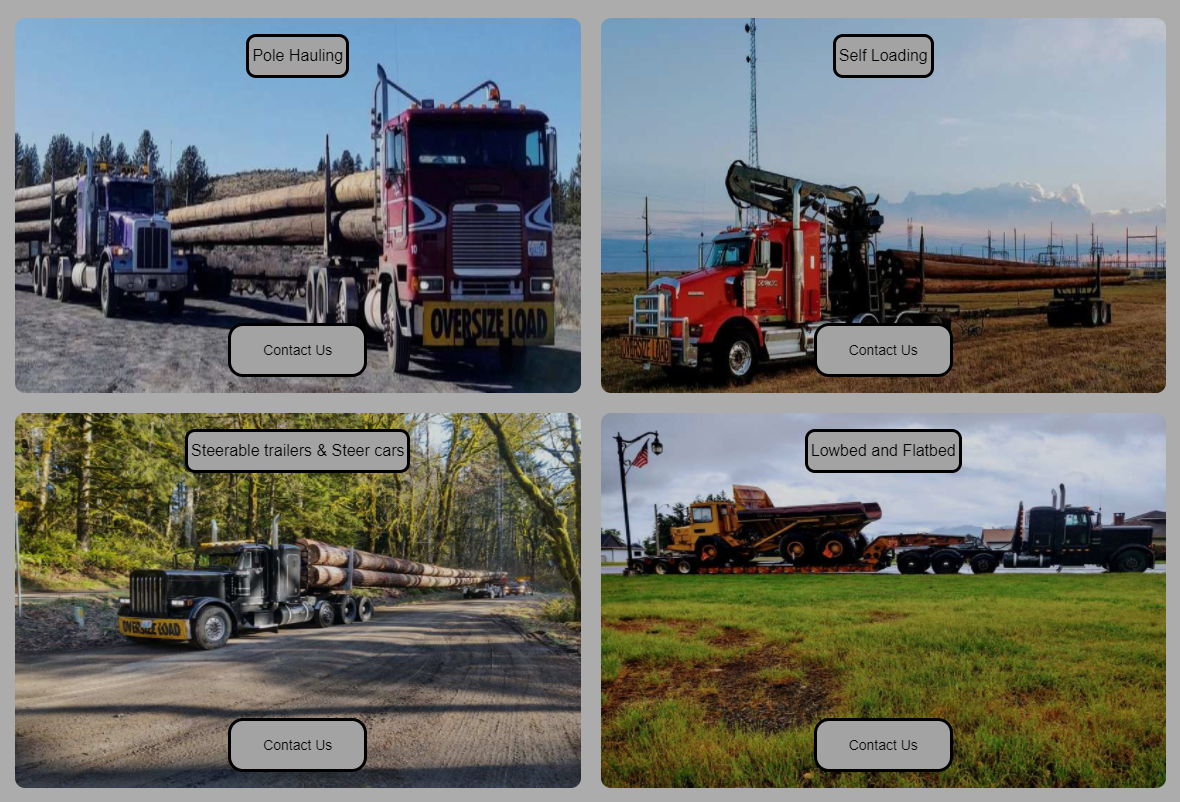 Pole Hauling
OVERSIZE LOAD
Contact Us
Self Loading
OVERSIZE LOAD
Contact Us
Steerable trailers & Steer cars
OVERSIZE LOAD
Contact Us
Lowbed and Flatbed
Contact Us